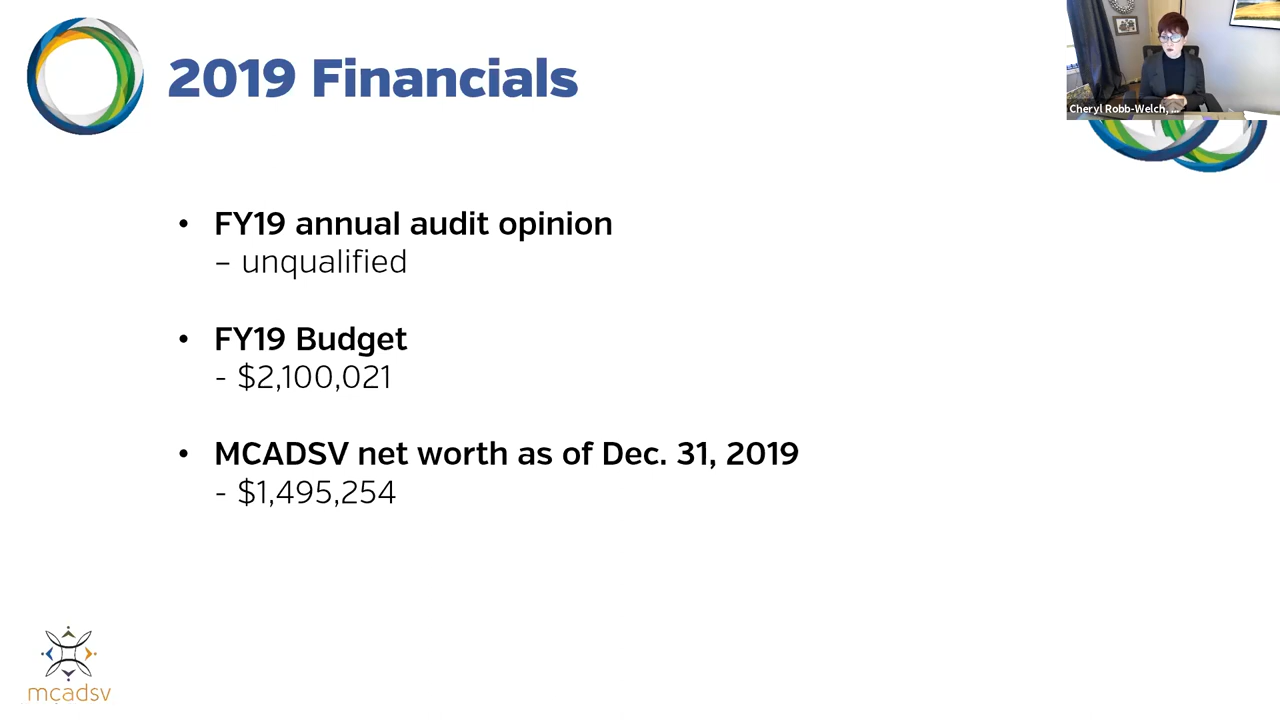 2019 Financials
Cheryl Robb-Welch, ...
• FY19 annual audit opinion
– unqualified
• FY19 Budget
- $2,100,021
• MCADSV net worth as of Dec. 31, 2019
- $1,495,254
mcadsv